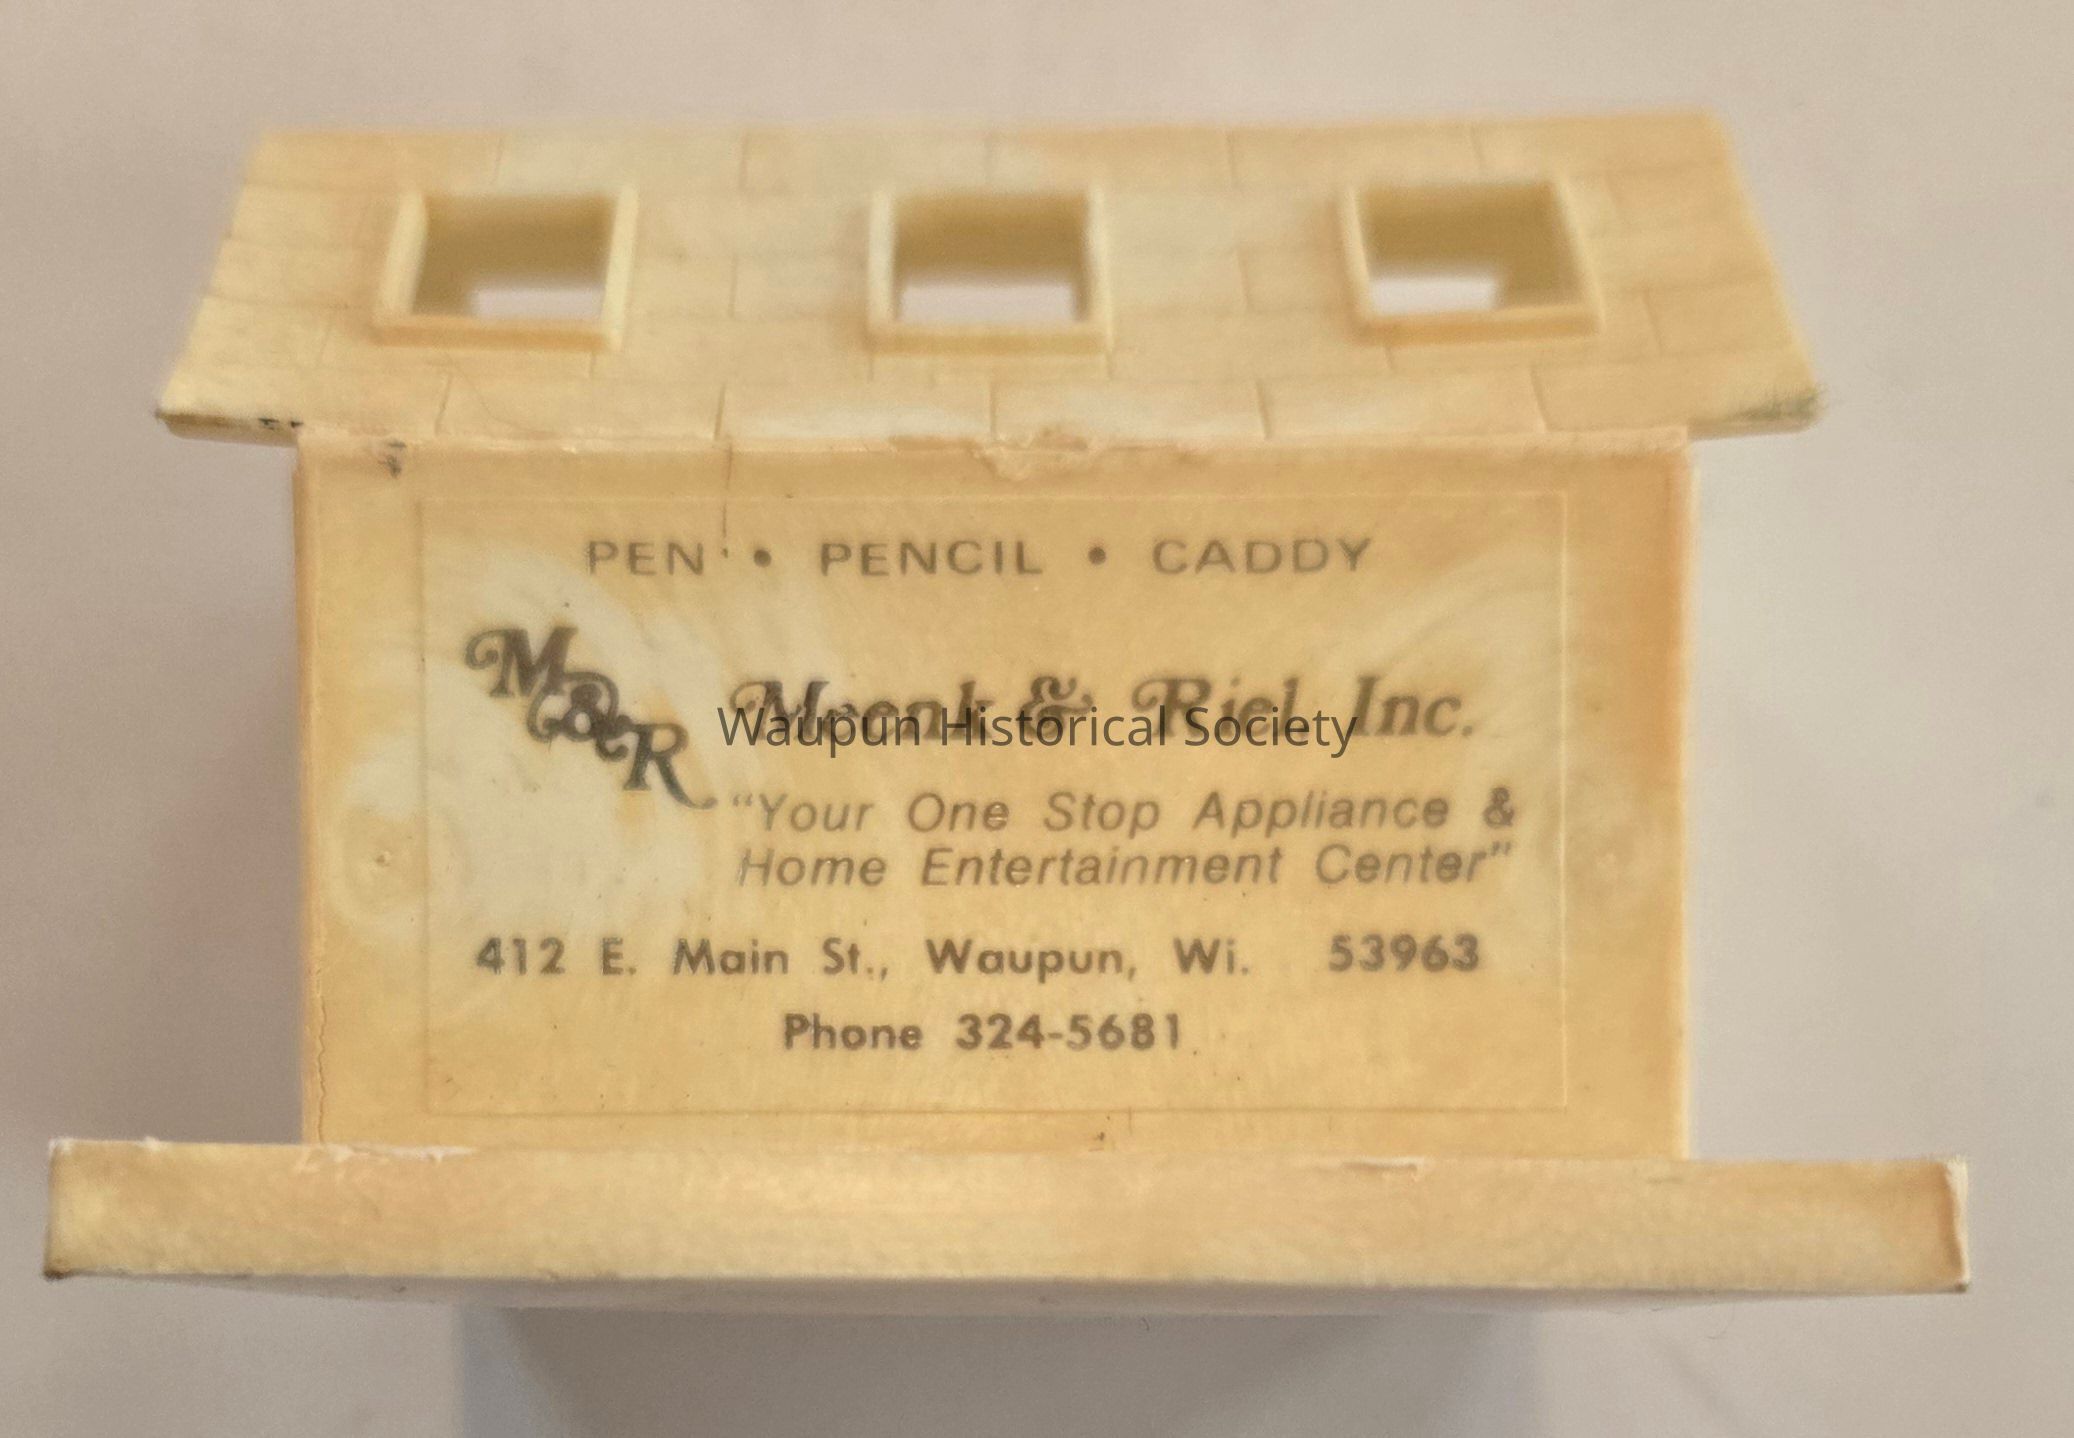 PEN • PENCIL • CADDY
M&R
Meenk & Riel, Inc.
Waupun Historical Society
"Your One Stop Appliance &
Home Entertainment Center"
412 E. Main St., Waupun, Wi. 53963
Phone 324-5681